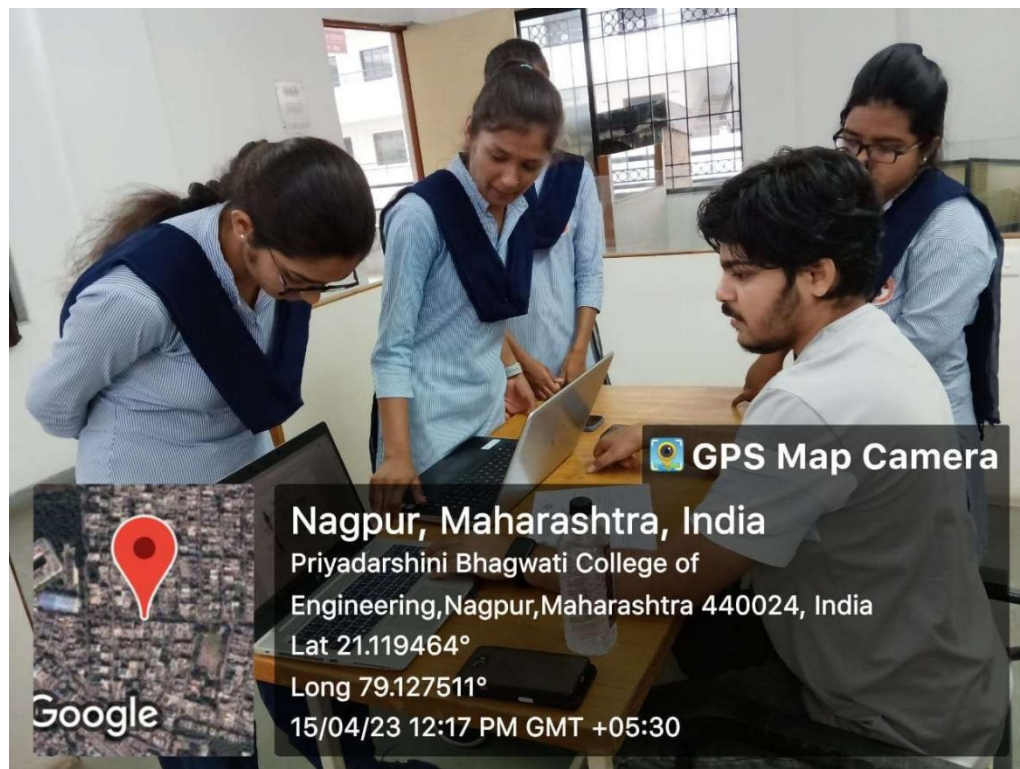 GPS Map Camera
Nagpur, Maharashtra, India
Priyadarshini Bhagwati College of
Engineering,Nagpur,Maharashtra 440024, India
Lat 21.119464°
Long 79.127511°
15/04/23 12:17 PM GMT +05:30
Google